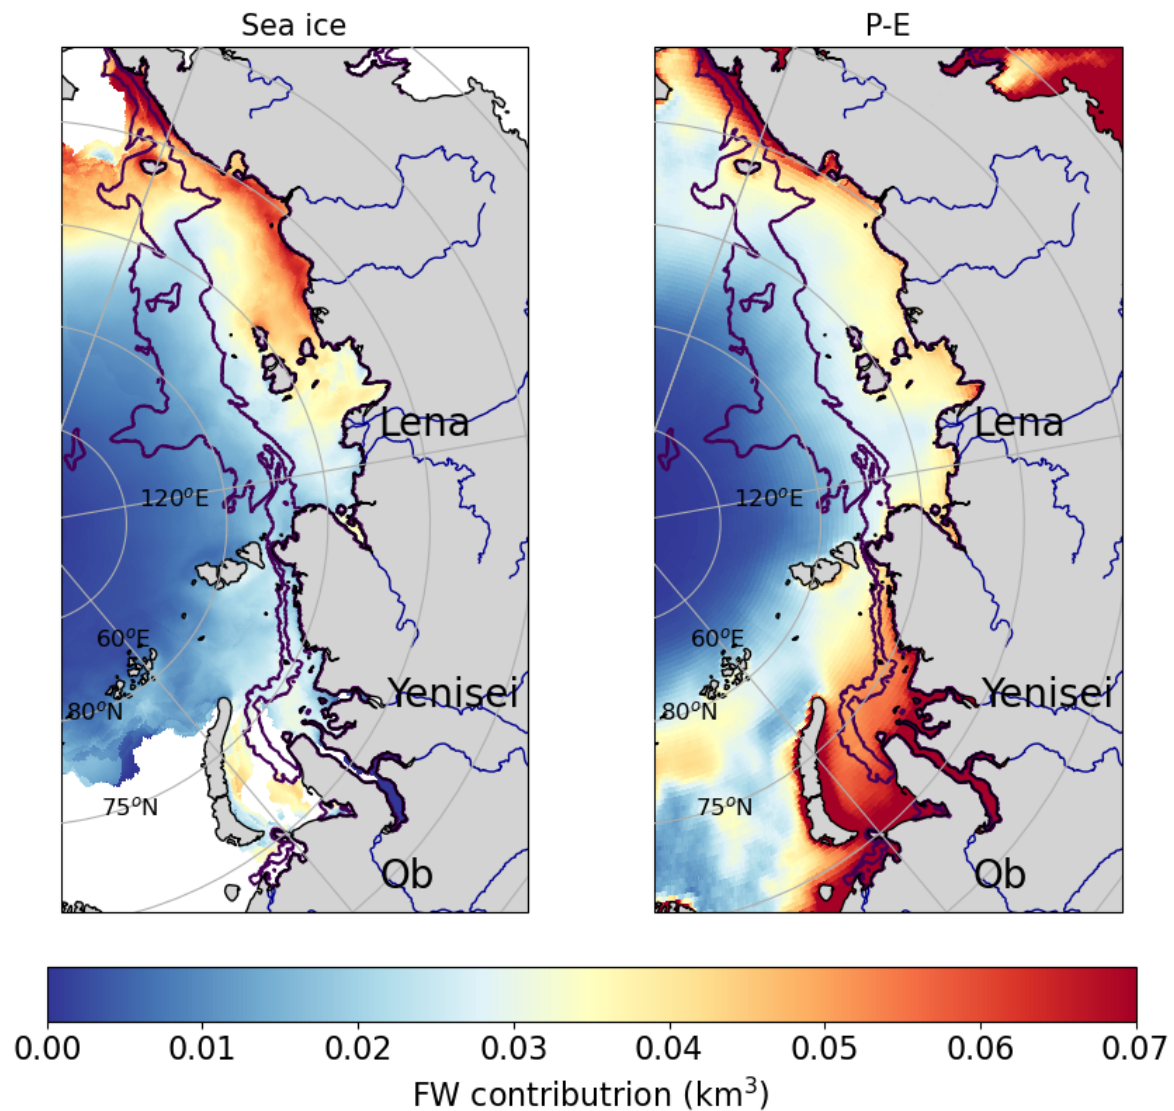 Sea ice
P-E
Lena
120°E
60°E
Yenisei
80°N
75°N
Ob
Lena
120°E
60°E
Yenisei
80°N
75°N
Ob
0.00 0.01 0.02 0.03 0.04 0.05 0.06 0.07
FW contributrion (km³)